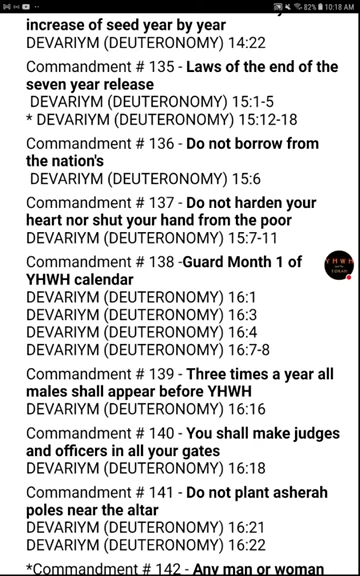 82% 10:18 AM
increase of seed year by year
DEVARIYM (DEUTERONOMY) 14:22
Commandment # 135 - Laws of the end of the
seven year release
DEVARIYM (DEUTERONOMY) 15:1-5
* DEVARIYM (DEUTERONOMY) 15:12-18
Commandment # 136 - Do not borrow from
the nation's
DEVARIYM (DEUTERONOMY) 15:6
Commandment # 137 - Do not harden your
heart nor shut your hand from the poor
DEVARIYM (DEUTERONOMY) 15:7-11
Commandment # 138 -Guard Month 1 of
YHWH calendar
DEVARIYM (DEUTERONOMY) 16:1
DEVARIYM (DEUTERONOMY) 16:3
DEVARIYM (DEUTERONOMY) 16:4
DEVARIYM (DEUTERONOMY) 16:7-8
YHWH
TORAH
Commandment # 139 - Three times a year all
males shall appear before YHWH
DEVARIYM (DEUTERONOMY) 16:16
Commandment # 140 - You shall make judges
and officers in all your gates
DEVARIYM (DEUTERONOMY) 16:18
Commandment # 141 - Do not plant asherah
poles near the altar
DEVARIYM (DEUTERONOMY) 16:21
DEVARIYM (DEUTERONOMY) 16:22
*Commandment # 142 - Any man or woman